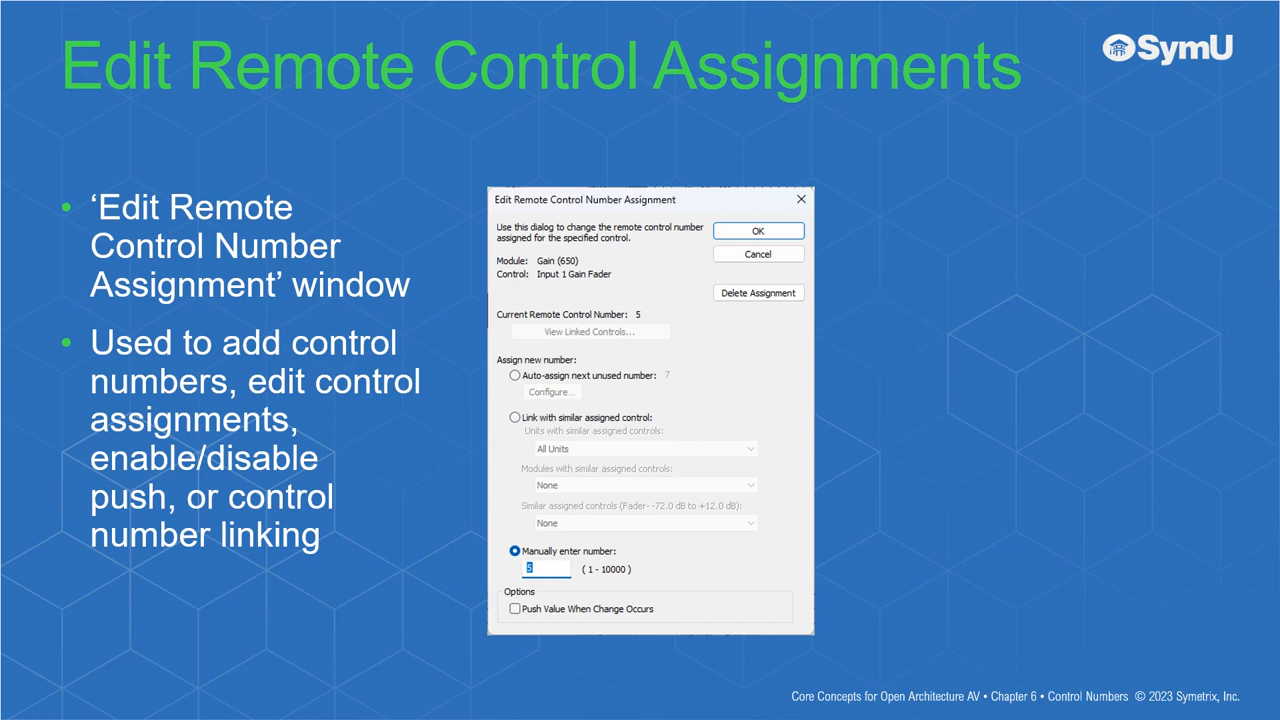 Edit Remote Control Assignments
SymU
• ‘Edit Remote
Control Number
Assignment’ window
• Used to add control
numbers, edit control
assignments,
enable/disable
push, or control
number linking
Edit Remote Control Number Assignment
Use this dialog to change the remote control number
assigned for the specified control.
OK
Cancel
Module: Gain (650)
Control: Input 1 Gain Fader
Delete Assignment
Current Remote Control Number: 5
View Linked Controls...
Assign new number:
Auto-assign next unused number: 7
Configure...
Link with similar assigned control:
Units with similar assigned controls:
All Units
Modules with similar assigned controls:
None
Similar assigned controls (Fader- -72.0 dB to +12.0 dB):
None
Manually enter number:
5 ( 1 - 10000 )
Options
Push Value When Change Occurs
Core Concepts for Open Architecture AV • Chapter 6 • Control Numbers © 2023 Symetrix, Inc.